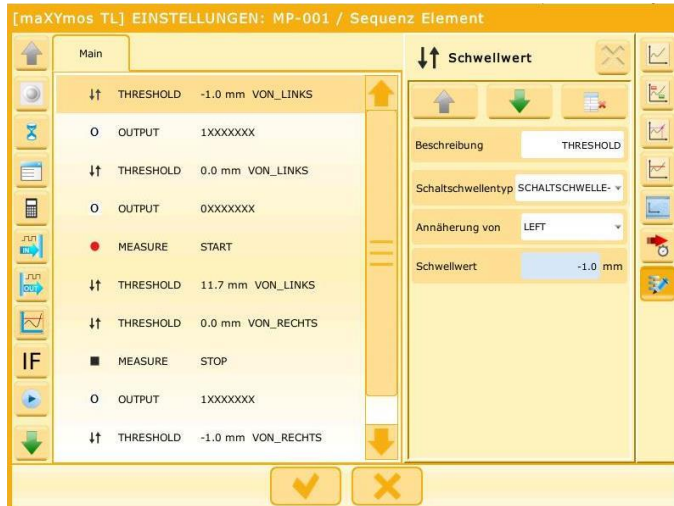 [maXYmos TL] EINSTELLUNGEN: MP-001 / Sequenz Element
Main
THRESHOLD -1.0 mm VON_LINKS
O OUTPUT 1XXXXXXX
THRESHOLD 0.0 mm VON_LINKS
O OUTPUT 0XXXXXXX
MEASURE START
THRESHOLD 11.7 mm VON_LINKS
THRESHOLD 0.0 mm VON_RECHTS
MEASURE STOP
O OUTPUT 1XXXXXXX
THRESHOLD -1.0 mm VON_RECHTS
IN
OUT
IF
Schwellwert
Beschreibung THRESHOLD
Schaltschwellentyp SCHALTSCHWELLE-
Annäherung von LEFT
Schwellwert -1.0 mm